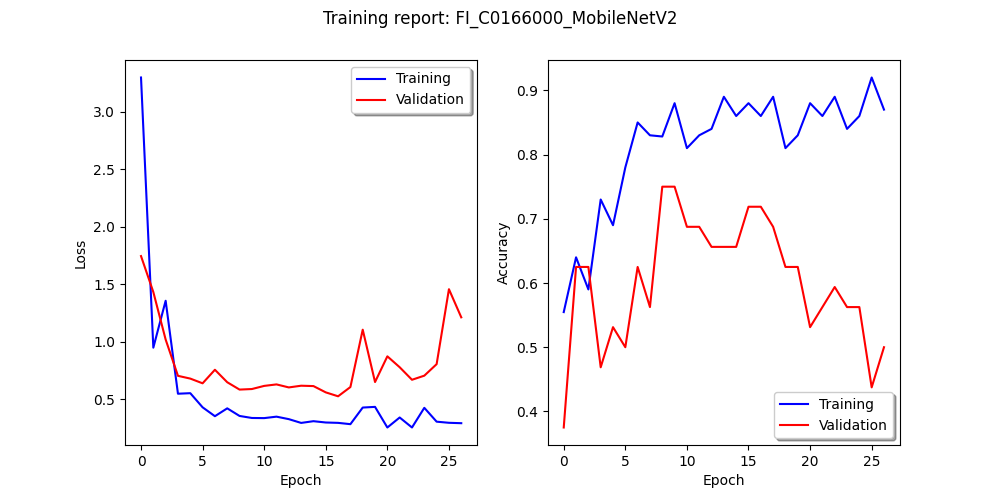 Training report: FI_C0166000_MobileNetV2
Training
Validation
3.0
2.5
2.0
1.5
1.0
0.5
Loss
0 5 10 15 20 25
Epoch
0.9
0.8
0.7
0.6
0.5
0.4
Accuracy
Training
Validation
0 5 10 15 20 25
Epoch